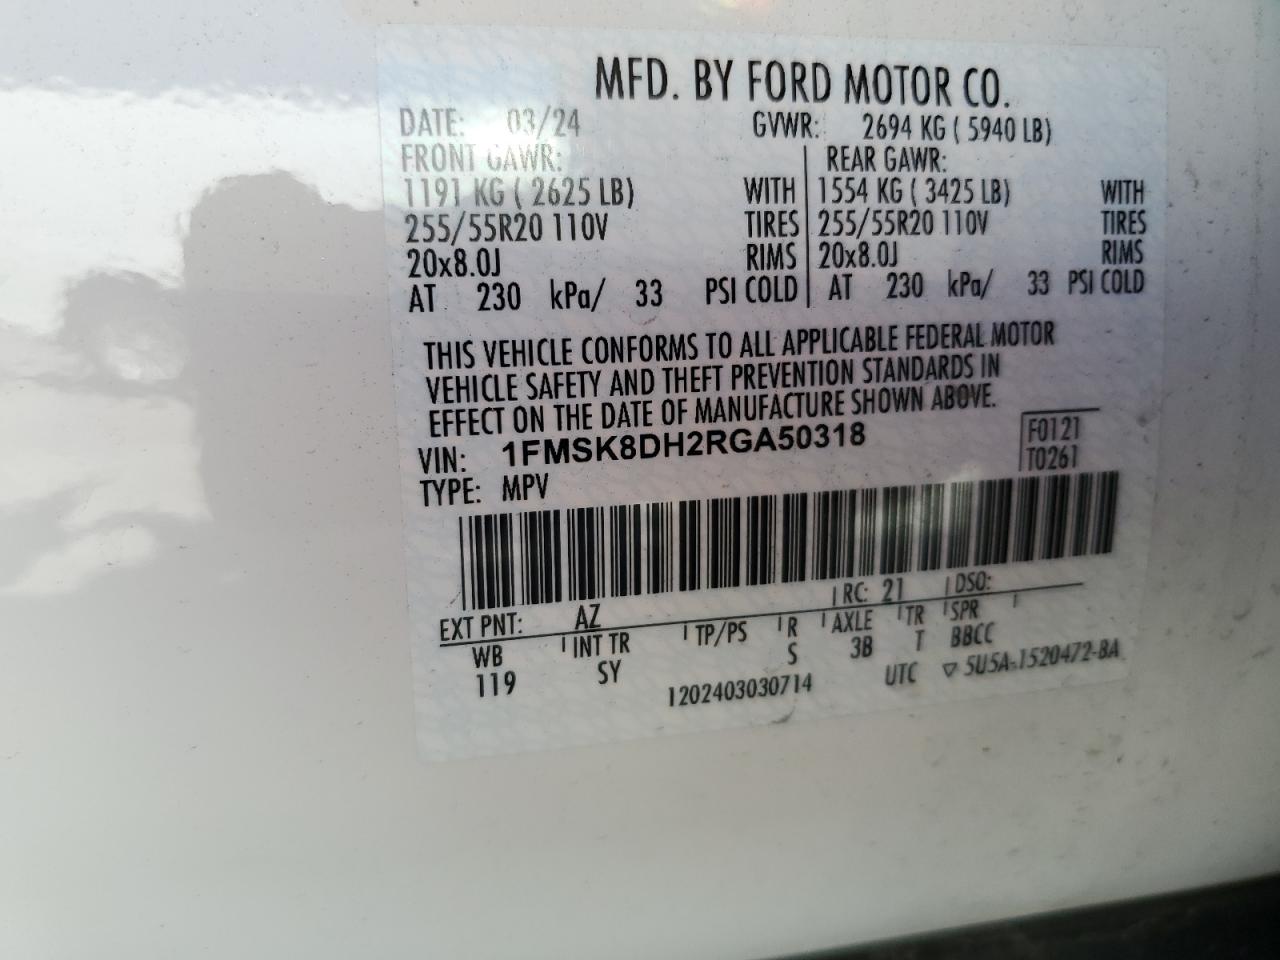 MFD. BY FORD MOTOR CO.
DATE: 03/24 GVWR: 2694 KG ( 5940 LB)
FRONT GAWR: REAR GAWR:
1191 KG ( 2625 LB) WITH 1554 KG ( 3425 LB) WITH
255/55R20 110V TIRES 255/55R20 110V TIRES
20x8.0J RIMS 20x8.0J RIMS
AT 230 kPa/ 33 PSI COLD AT 230 kPa/ 33 PSI COLD
THIS VEHICLE CONFORMS TO ALL APPLICABLE FEDERAL MOTOR
VEHICLE SAFETY AND THEFT PREVENTION STANDARDS IN
EFFECT ON THE DATE OF MANUFACTURE SHOWN ABOVE.
VIN: 1FMSK8DH2RGA50318 F0121
TYPE: MPV T0261
EXT PNT: AZ RC: 21 DSO:
WB INT TR TP/PS R AXLE TR SPR
119 SY S 3B T BBCC
1202403030714 UTC ▽ 5U5A-1520472-BA